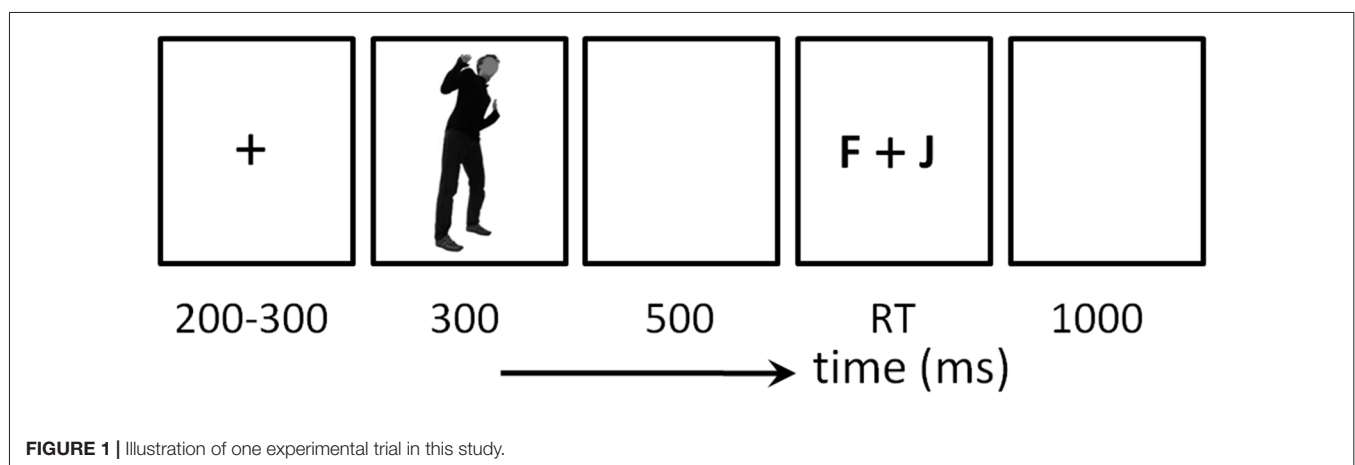 +
F + J
200-300 300 500 RT 1000
time (ms)
FIGURE 1 | Illustration of one experimental trial in this study.